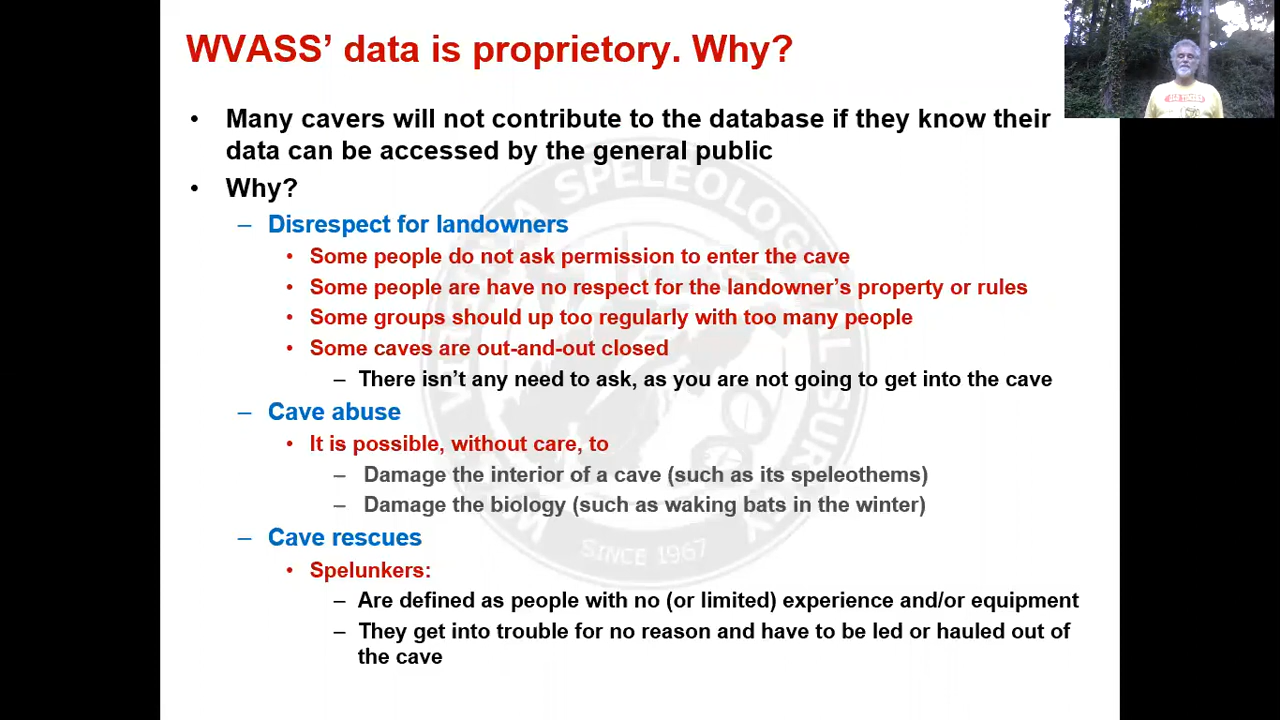 WVASS’ data is proprietory. Why?
• Many cavers will not contribute to the database if they know their
data can be accessed by the general public
• Why?
– Disrespect for landowners
• Some people do not ask permission to enter the cave
• Some people are have no respect for the landowner’s property or rules
• Some groups should up too regularly with too many people
• Some caves are out-and-out closed
– There isn’t any need to ask, as you are not going to get into the cave
– Cave abuse
• It is possible, without care, to
– Damage the interior of a cave (such as its speleothems)
– Damage the biology (such as waking bats in the winter)
– Cave rescues
• Spelunkers:
– Are defined as people with no (or limited) experience and/or equipment
– They get into trouble for no reason and have to be led or hauled out of
the cave
SPELEOLOGICAL SURVEY
SINCE 1967